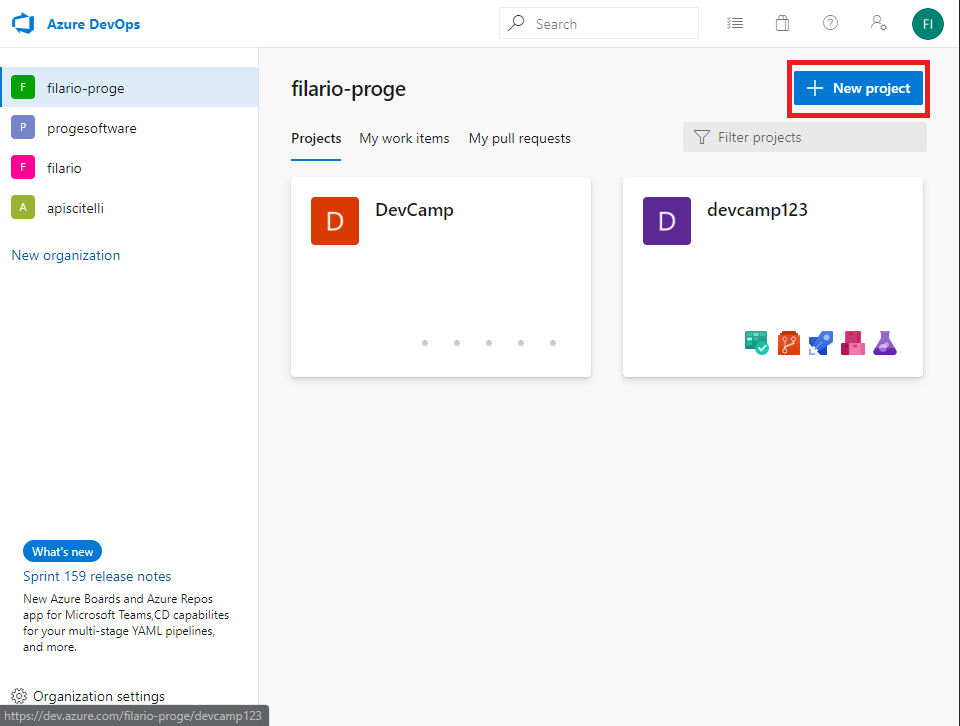 Azure DevOps
Search
FI
F filario-proge
P progesoftware
F filario
A apiscitelli
New organization
What's new
Sprint 159 release notes
New Azure Boards and Azure Repos
app for Microsoft Teams,CD capabilites
for your multi-stage YAML pipelines,
and more.
Organization settings
https://dev.azure.com/filario-proge/devcamp123
filario-proge
New project
Projects My work items My pull requests
Filter projects
D DevCamp
D devcamp123